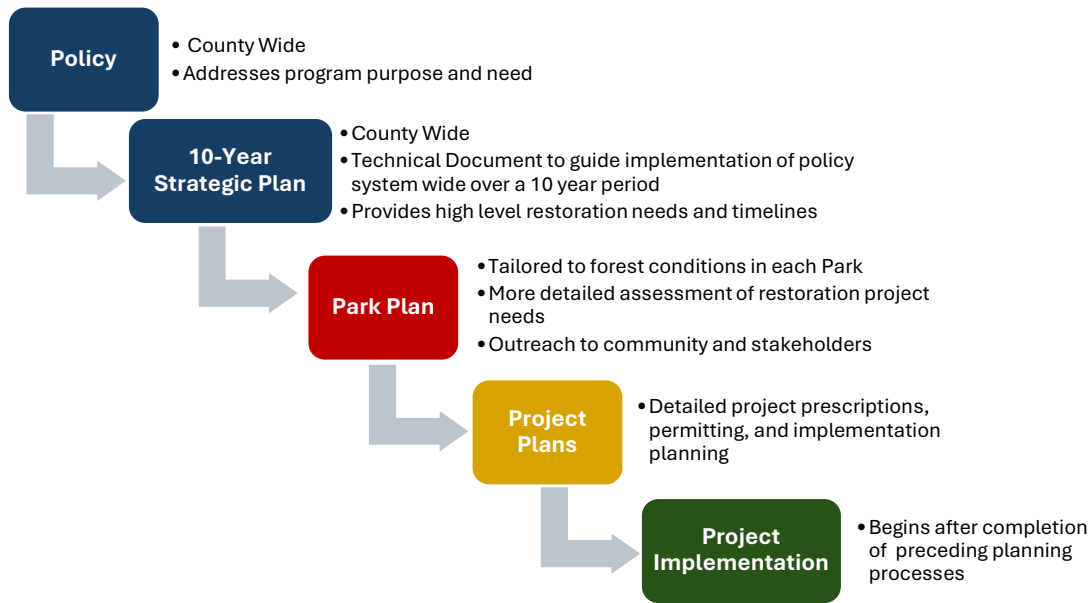 Policy
• County Wide
• Addresses program purpose and need
10-Year
Strategic Plan
• County Wide
• Technical Document to guide implementation of policy
system wide over a 10 year period
• Provides high level restoration needs and timelines
Park Plan
• Tailored to forest conditions in each Park
• More detailed assessment of restoration project
needs
• Outreach to community and stakeholders
Project
Plans
• Detailed project prescriptions,
permitting, and implementation
planning
Project
Implementation
• Begins after completion
of preceding planning
processes